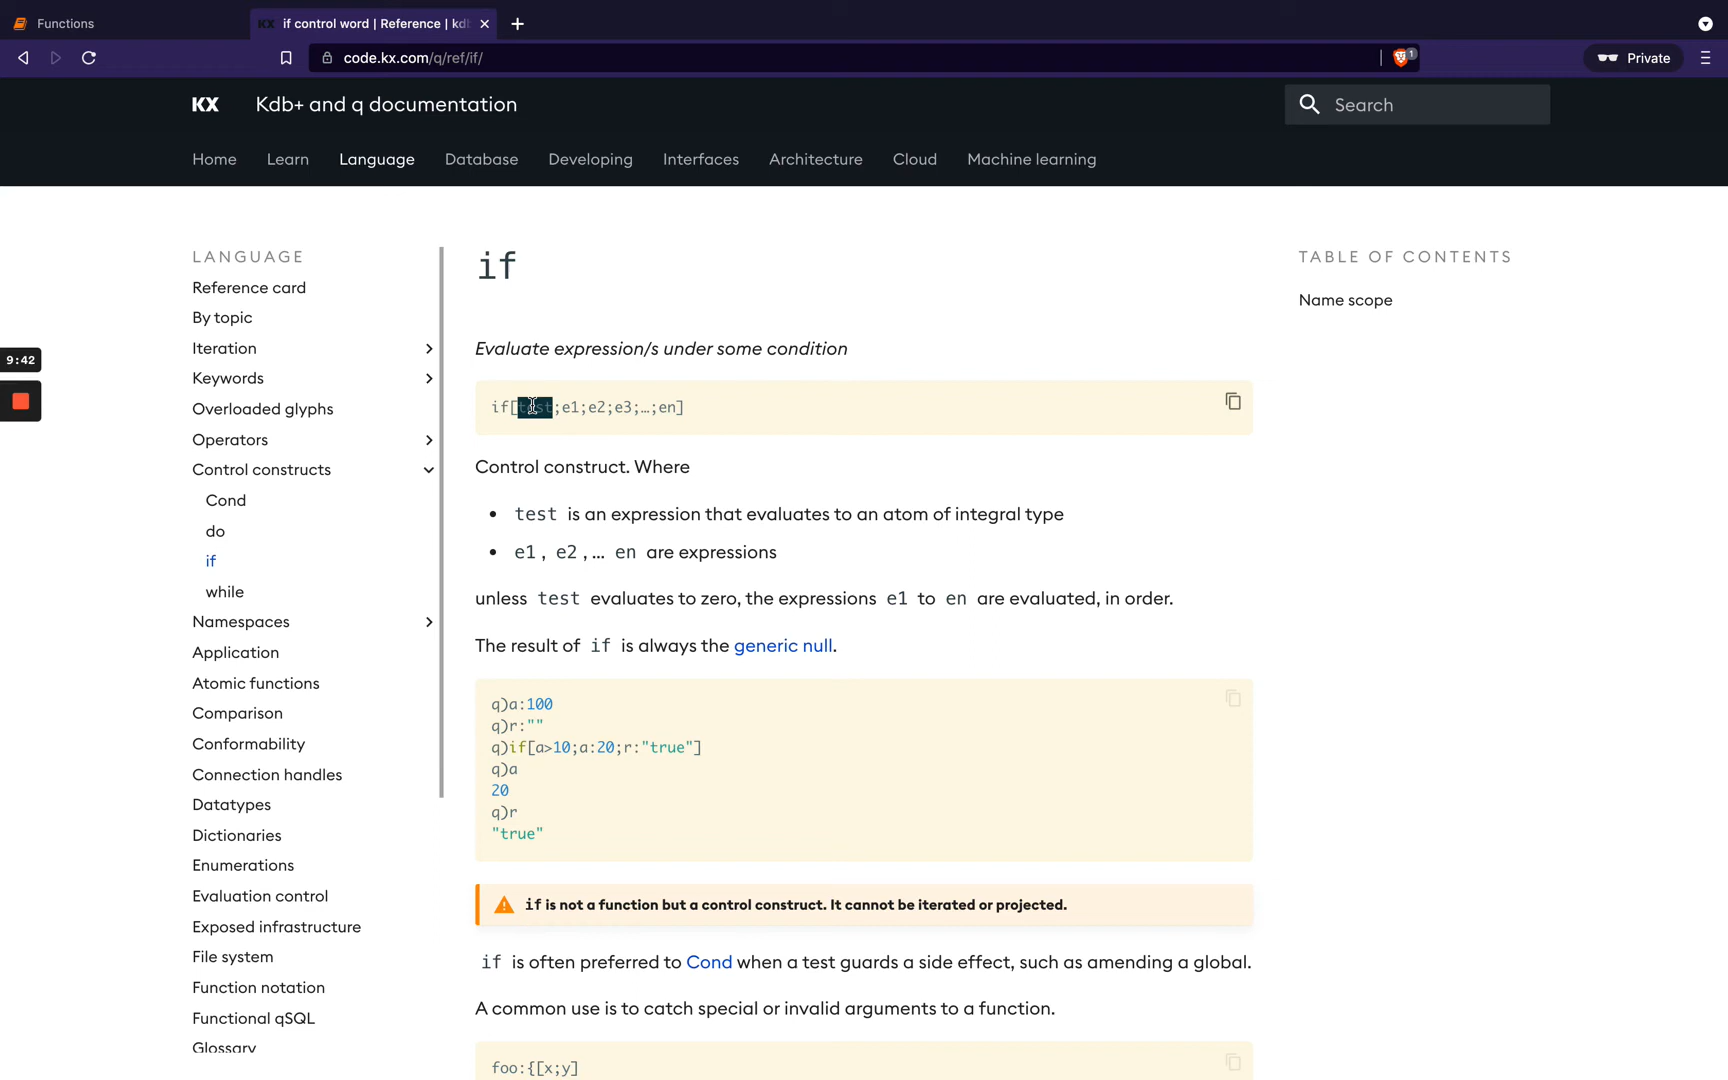 Functions
KX if control word | Reference | kd
code.kx.com/q/ref/if/
1
Private
KX Kdb+ and q documentation
Search
Home Learn Language Database Developing Interfaces Architecture Cloud Machine learning
9:42
LANGUAGE
Reference card
By topic
Iteration
Keywords
Overloaded glyphs
Operators
Control constructs
Cond
do
if
while
Namespaces
Application
Atomic functions
Comparison
Conformability
Connection handles
Datatypes
Dictionaries
Enumerations
Evaluation control
Exposed infrastructure
File system
Function notation
Functional qSQL
Glossary
if
Evaluate expression/s under some condition
if[test;e1;e2;e3;…;en]
Control construct. Where
• test is an expression that evaluates to an atom of integral type
• e1, e2,… en are expressions
unless test evaluates to zero, the expressions e1 to en are evaluated, in order.
The result of if is always the generic null.
q)a:100
q)r:""
q)if[a>10;a:20;r:"true"]
q)a
20
q)r
"true"
if is not a function but a control construct. It cannot be iterated or projected.
if is often preferred to Cond when a test guards a side effect, such as amending a global.
A common use is to catch special or invalid arguments to a function.
foo:{[x;y]
TABLE OF CONTENTS
Name scope